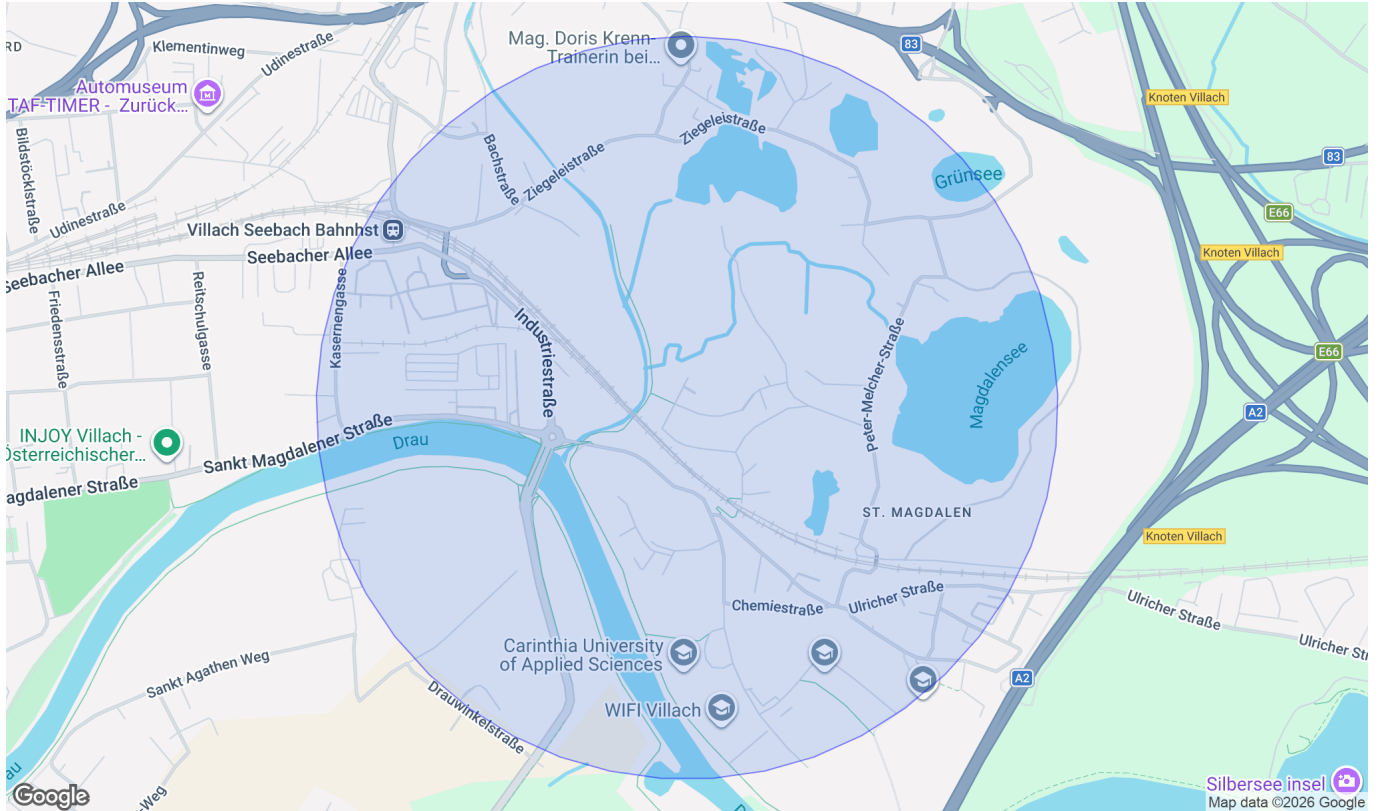 RD
Klementinweg
Udinestraße
Mag. Doris Krenn-
Trainerin bei...
83
Automuseum
TAF-TIMER - Zurück...
Knoten Villach
Bildstöcklstraße
Bachstraße
Ziegeleistraße
Ziegeleistraße
83
Grünsee
Udinestraße
E66
Villach Seebach Bahnhst
Seebacher Allee
Knoten Villach
Seebacher Allee
Friedensstraße
Reitschulgasse
Kasernengasse
Industriestraße
Peter-Melcher-Straße
Magdalensee
E66
A2
INJOY Villach -
Österreichischer...
Sankt Magdalener Straße
Drau
agdalener Straße
ST. MAGDALEN
Knoten Villach
Chemiestraße
Ulricher Straße
Ulricher Straße
Ulricher Str
Carinthia University
of Applied Sciences
Sankt Agathen Weg
A2
Drauwinkelstraße
WIFI Villach
au
-Weg
Silbersee insel
Google
Map data ©2026 Google